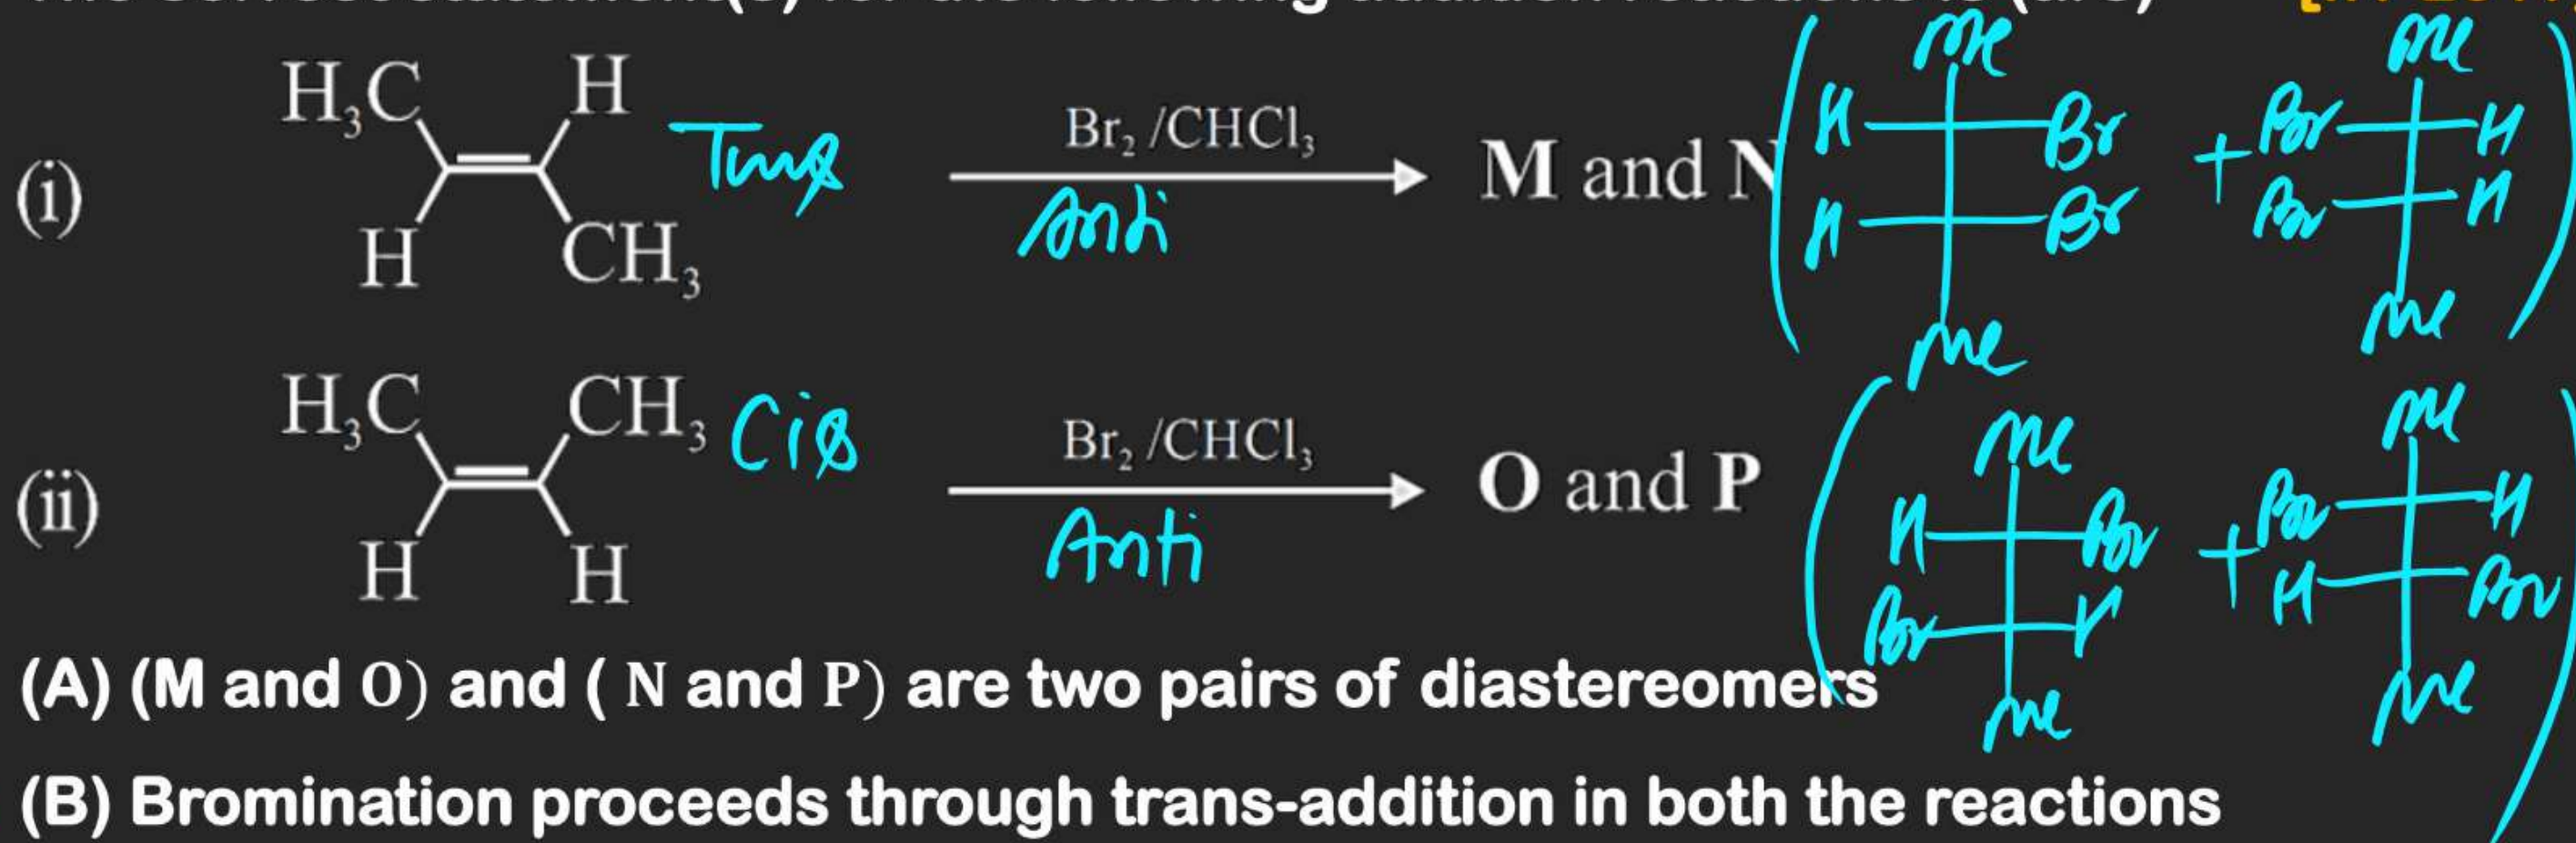 (i) H₃C H H CH₃ Trans Br₂ /CHCl₃ Anti M and N ( Me H Br H Br Me + Me Br H Br H Me )
(ii) H₃C CH₃ H H Cis Br₂ /CHCl₃ Anti O and P ( Me H Br Br H Me + Me Br H H Br Me )
(A) (M and O) and ( N and P) are two pairs of diastereomers
(B) Bromination proceeds through trans-addition in both the reactions